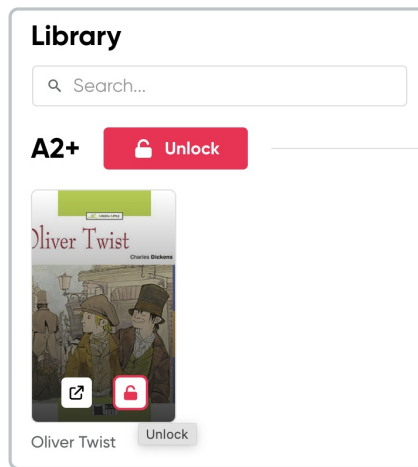 Library
Search...
A2+
Unlock
Oliver Twist
Charles Dickens
Oliver Twist
Unlock